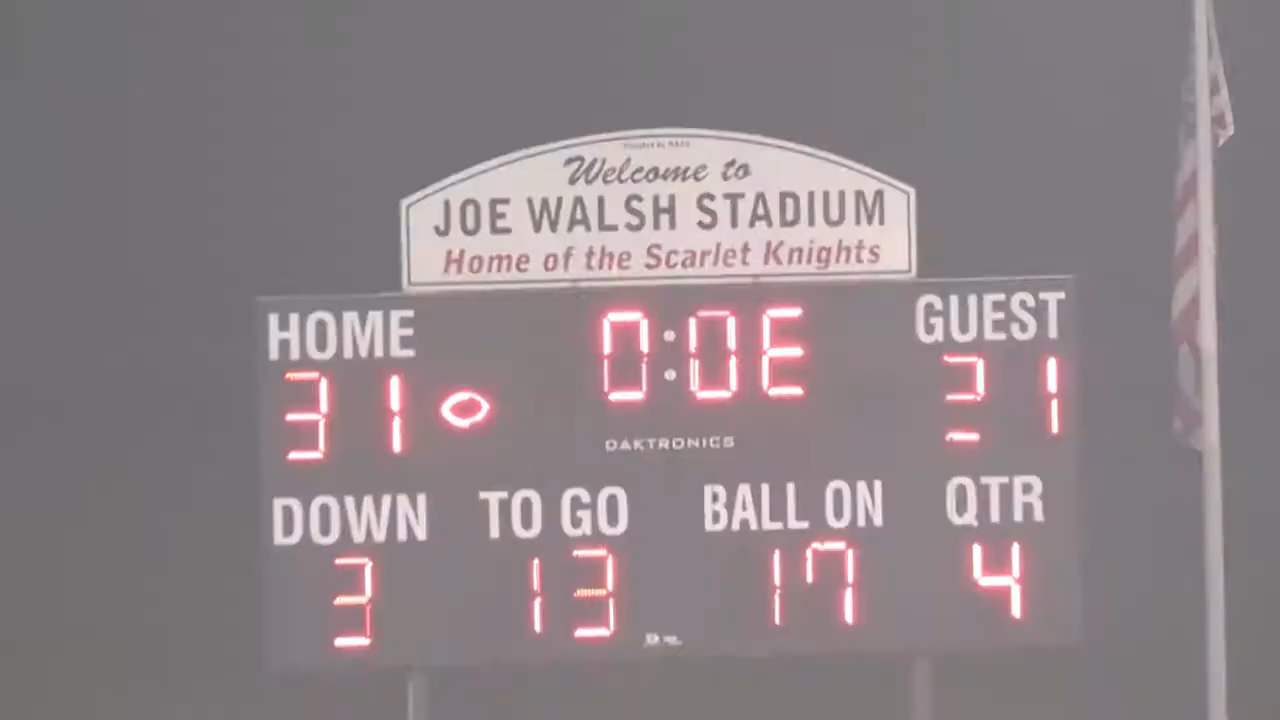 Welcome to
JOE WALSH STADIUM
Home of the Scarlet Knights
HOME GUEST
31 0:0E 21
DAKTRONICS
DOWN TO GO BALL ON QTR
3 13 17 4